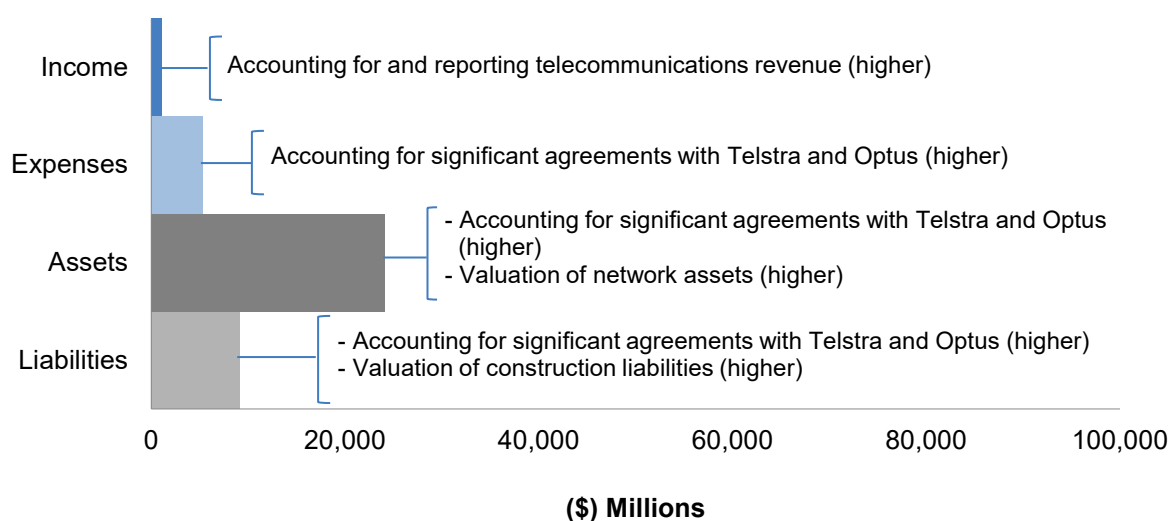 Income
Accounting for and reporting telecommunications revenue (higher)
Expenses
Accounting for significant agreements with Telstra and Optus (higher)
Assets
- Accounting for significant agreements with Telstra and Optus
(higher)
- Valuation of network assets (higher)
Liabilities
- Accounting for significant agreements with Telstra and Optus (higher)
- Valuation of construction liabilities (higher)
0 20,000 40,000 60,000 80,000 100,000
($) Millions